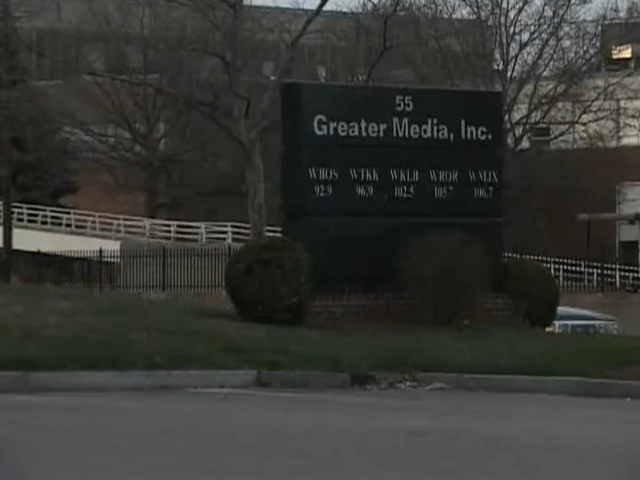 55
Greater Media, Inc.
WBOS WTKK WKLB WROR WMJX
92.9 96.9 102.5 105.7 106.7